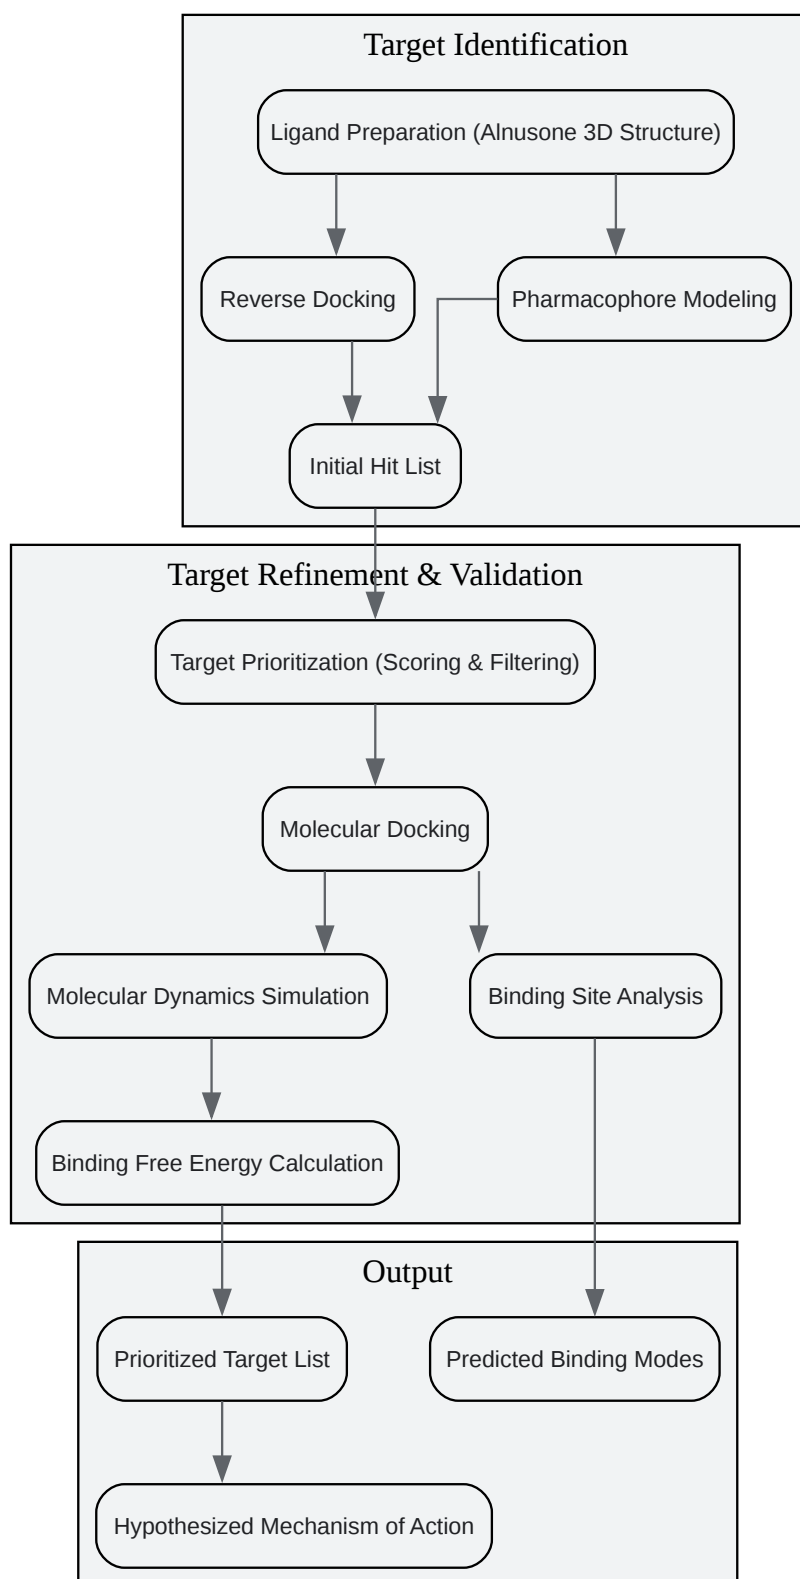 Target Identification
Ligand Preparation (Alnusone 3D Structure)
Reverse Docking
Pharmacophore Modeling
Initial Hit List
Target Refinement & Validation
Target Prioritization (Scoring & Filtering)
Molecular Docking
Molecular Dynamics Simulation
Binding Site Analysis
Binding Free Energy Calculation
Output
Prioritized Target List
Predicted Binding Modes
Hypothesized Mechanism of Action